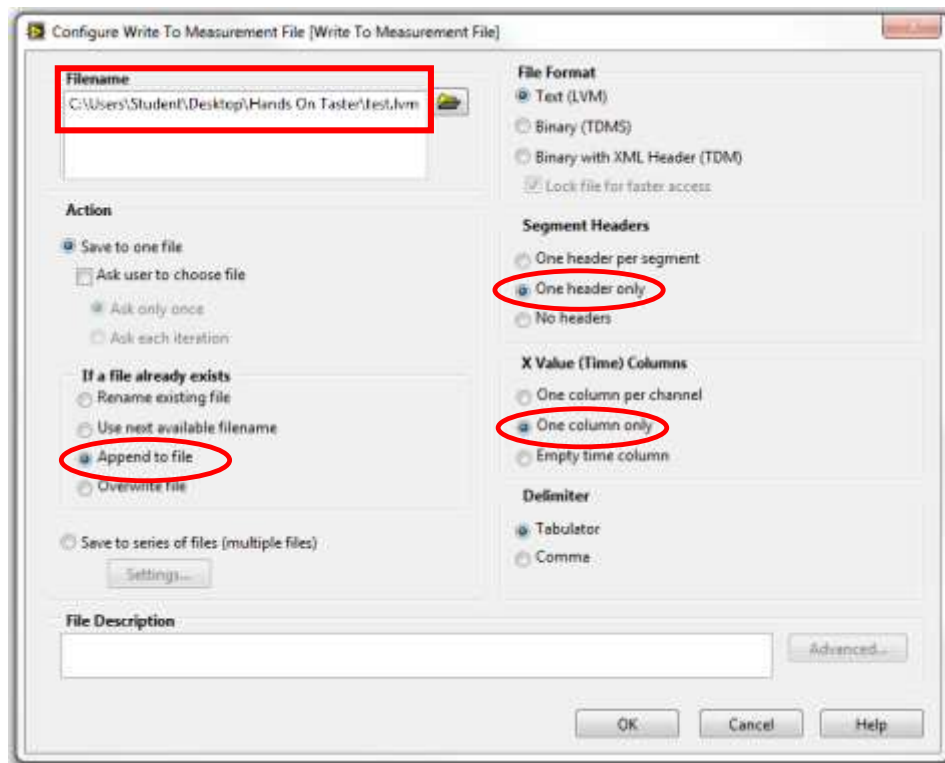 Configure Write To Measurement File [Write To Measurement File]
Filename
C:\Users\Student\Desktop\Hands On Taster\test.lvm
Action
Save to one file
Ask user to choose file
Ask only once
Ask each iteration
If a file already exists
Rename existing file
Use next available filename
Append to file
Overwrite file
Save to series of files (multiple files)
Settings...
File Format
Text (LVM)
Binary (TDMS)
Binary with XML Header (TDM)
Lock file for faster access
Segment Headers
One header per segment
One header only
No headers
X Value (Time) Columns
One column per channel
One column only
Empty time column
Delimiter
Tabulator
Comma
File Description
Advanced...
OK
Cancel
Help